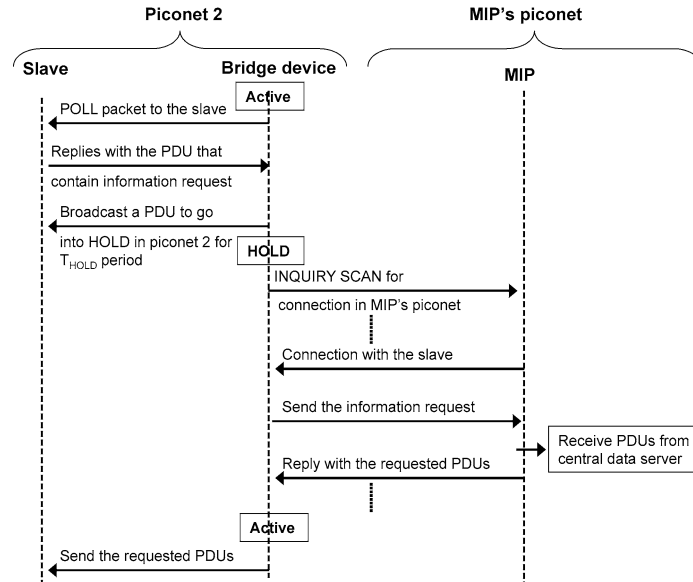 Piconet 2
MIP's piconet
Slave
Bridge device
MIP
Active
POLL packet to the slave
Replies with the PDU that
contain information request
Broadcast a PDU to go
into HOLD in piconet 2 for
T_HOLD period
HOLD
INQUIRY SCAN for
connection in MIP's piconet
Connection with the slave
Send the information request
Receive PDUs from
central data server
Reply with the requested PDUs
Active
Send the requested PDUs